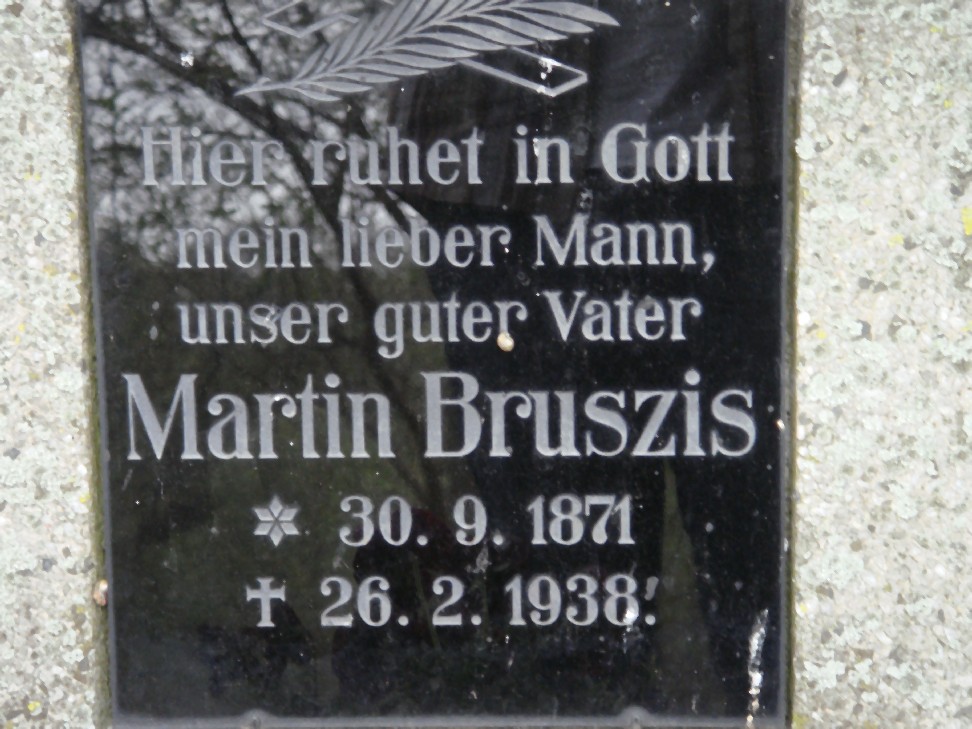 Hier ruhet in Gott
mein lieber Mann,
unser guter Vater
Martin Bruszis
* 30. 9. 1871
† 26. 2. 1938.